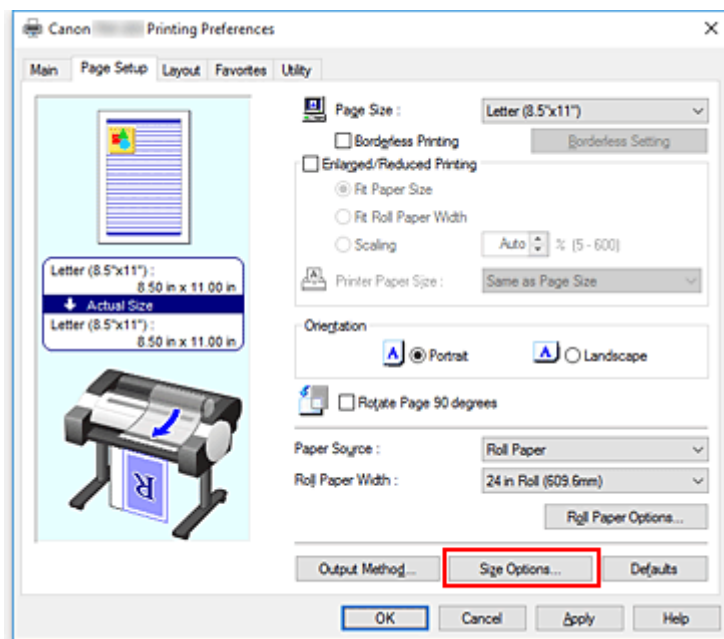 Canon Printing Preferences
Main Page Setup Layout Favorites Utility
Page Size : Letter (8.5"x11")
Borderless Printing Borderless Setting
Enlarged/Reduced Printing
Fit Paper Size
Fit Roll Paper Width
Scaling Auto % (5 - 600)
Printer Paper Size : Same as Page Size
Letter (8.5"x11") :
8.50 in x 11.00 in
Actual Size
Letter (8.5"x11") :
8.50 in x 11.00 in
Orientation
A Portrait A Landscape
Rotate Page 90 degrees
Paper Source : Roll Paper
Roll Paper Width : 24 in Roll (609.6mm)
Roll Paper Options...
R
Output Method... Size Options... Defaults
OK Cancel Apply Help